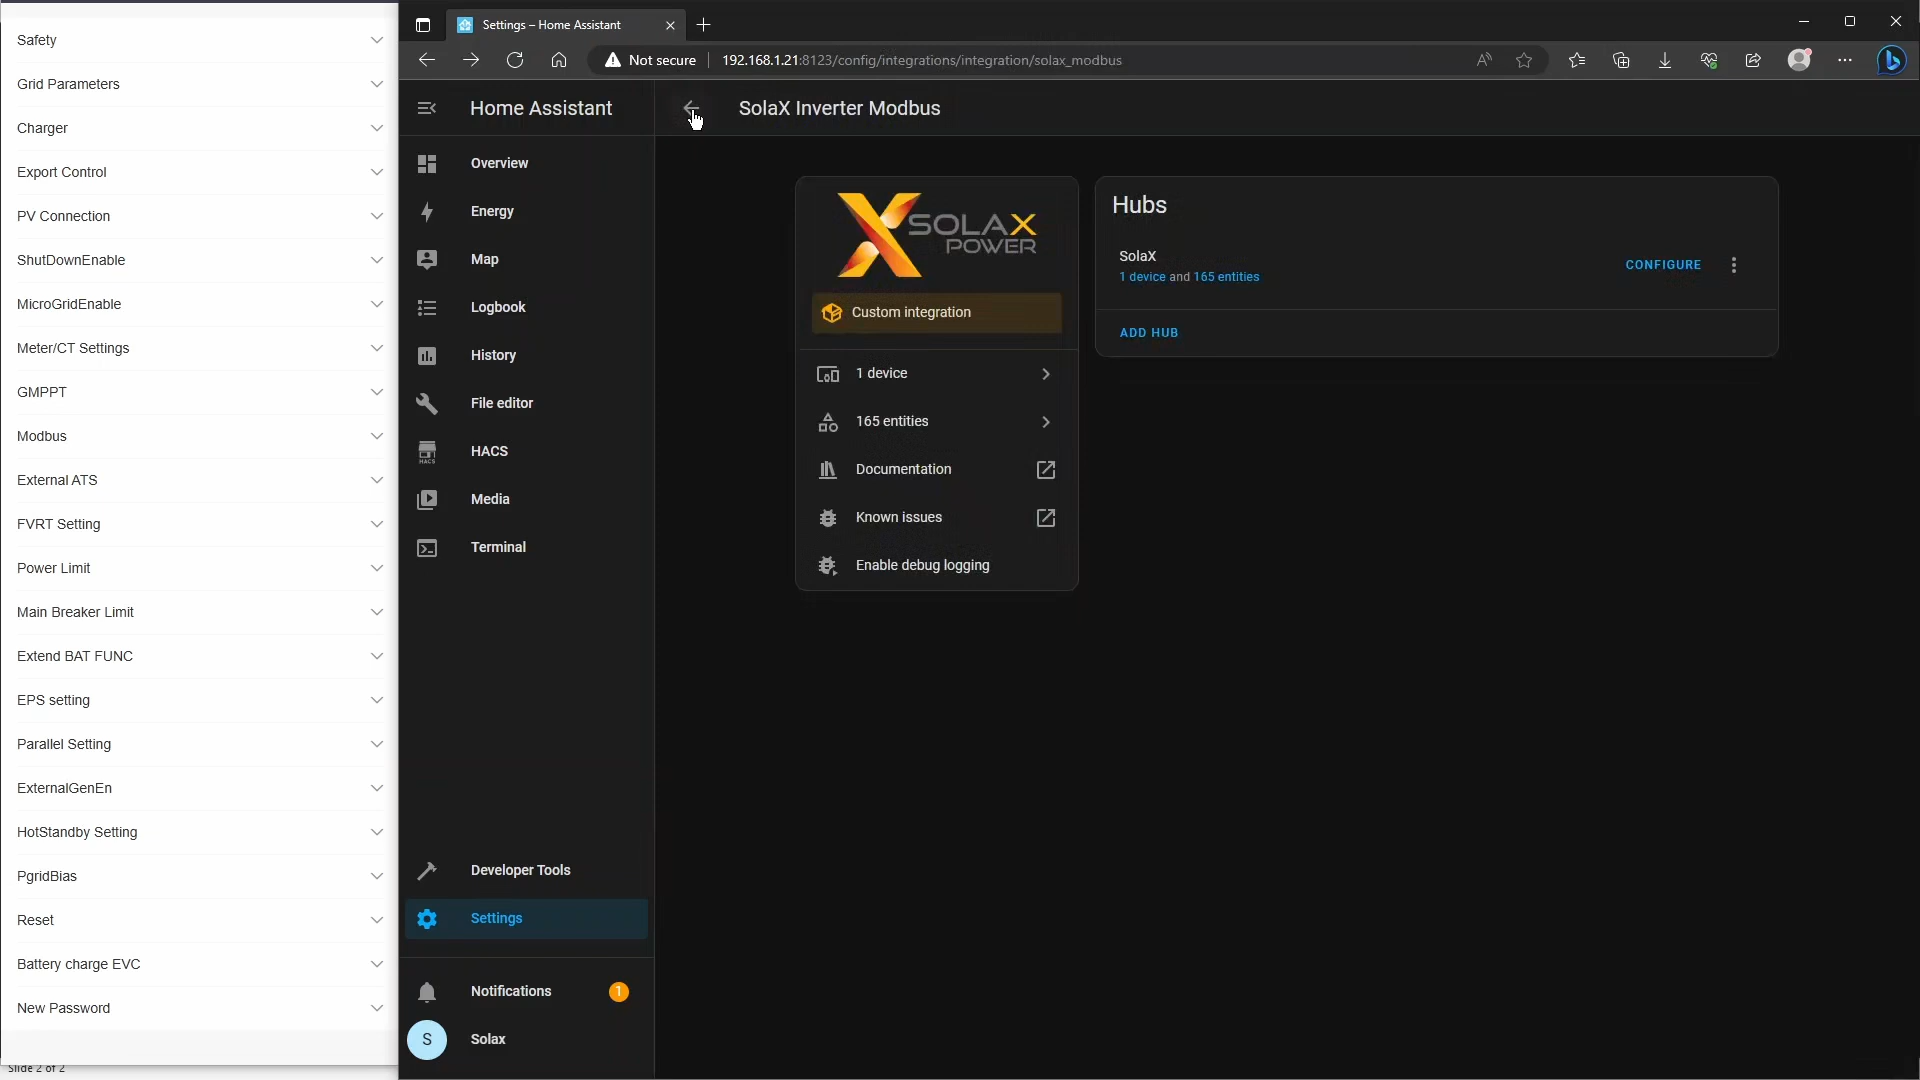 Safety
Grid Parameters
Charger
Export Control
PV Connection
ShutDownEnable
MicroGridEnable
Meter/CT Settings
GMPPT
Modbus
External ATS
FVRT Setting
Power Limit
Main Breaker Limit
Extend BAT FUNC
EPS setting
Parallel Setting
ExternalGenEn
HotStandby Setting
PgridBias
Reset
Battery charge EVC
New Password
Slide 2 of 2
Settings – Home Assistant
Not secure
192.168.1.21:8123/config/integrations/integration/solax_modbus
Home Assistant
Overview
Energy
Map
Logbook
History
File editor
HACS
HACS
Media
Terminal
Developer Tools
Settings
Notifications
1
S
Solax
SolaX Inverter Modbus
SOLAX
POWER
Custom integration
1 device
165 entities
Documentation
Known issues
Enable debug logging
Hubs
SolaX
1 device and 165 entities
CONFIGURE
ADD HUB